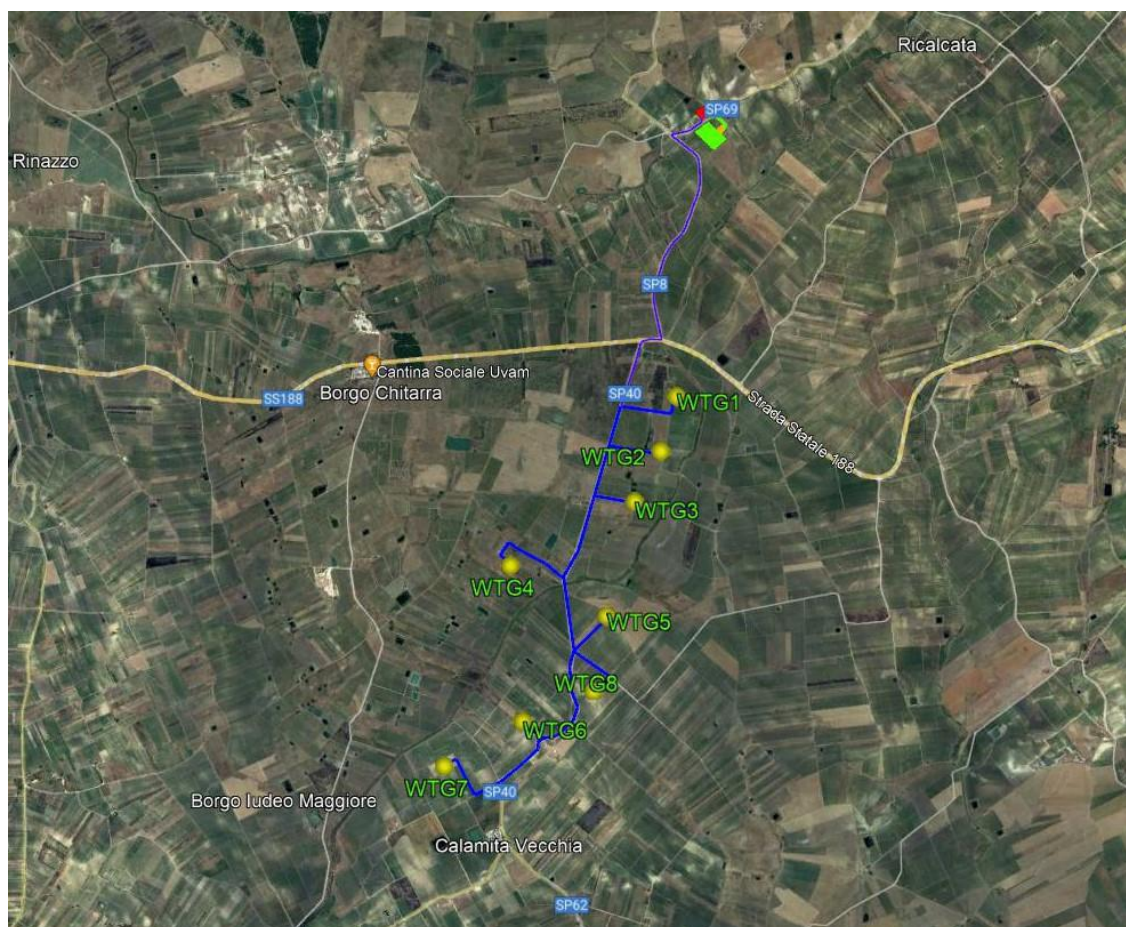 Ricalcata
SP69
Rinazzo
SP8
Cantina Sociale Uvam
SS188
Borgo Chitarra
SP40
WTG1
Strada Statale 188
WTG2
WTG3
WTG4
WTG5
WTG8
WTG6
WTG7
SP40
Borgo Iudeo Maggiore
Calamita Vecchia
SP62